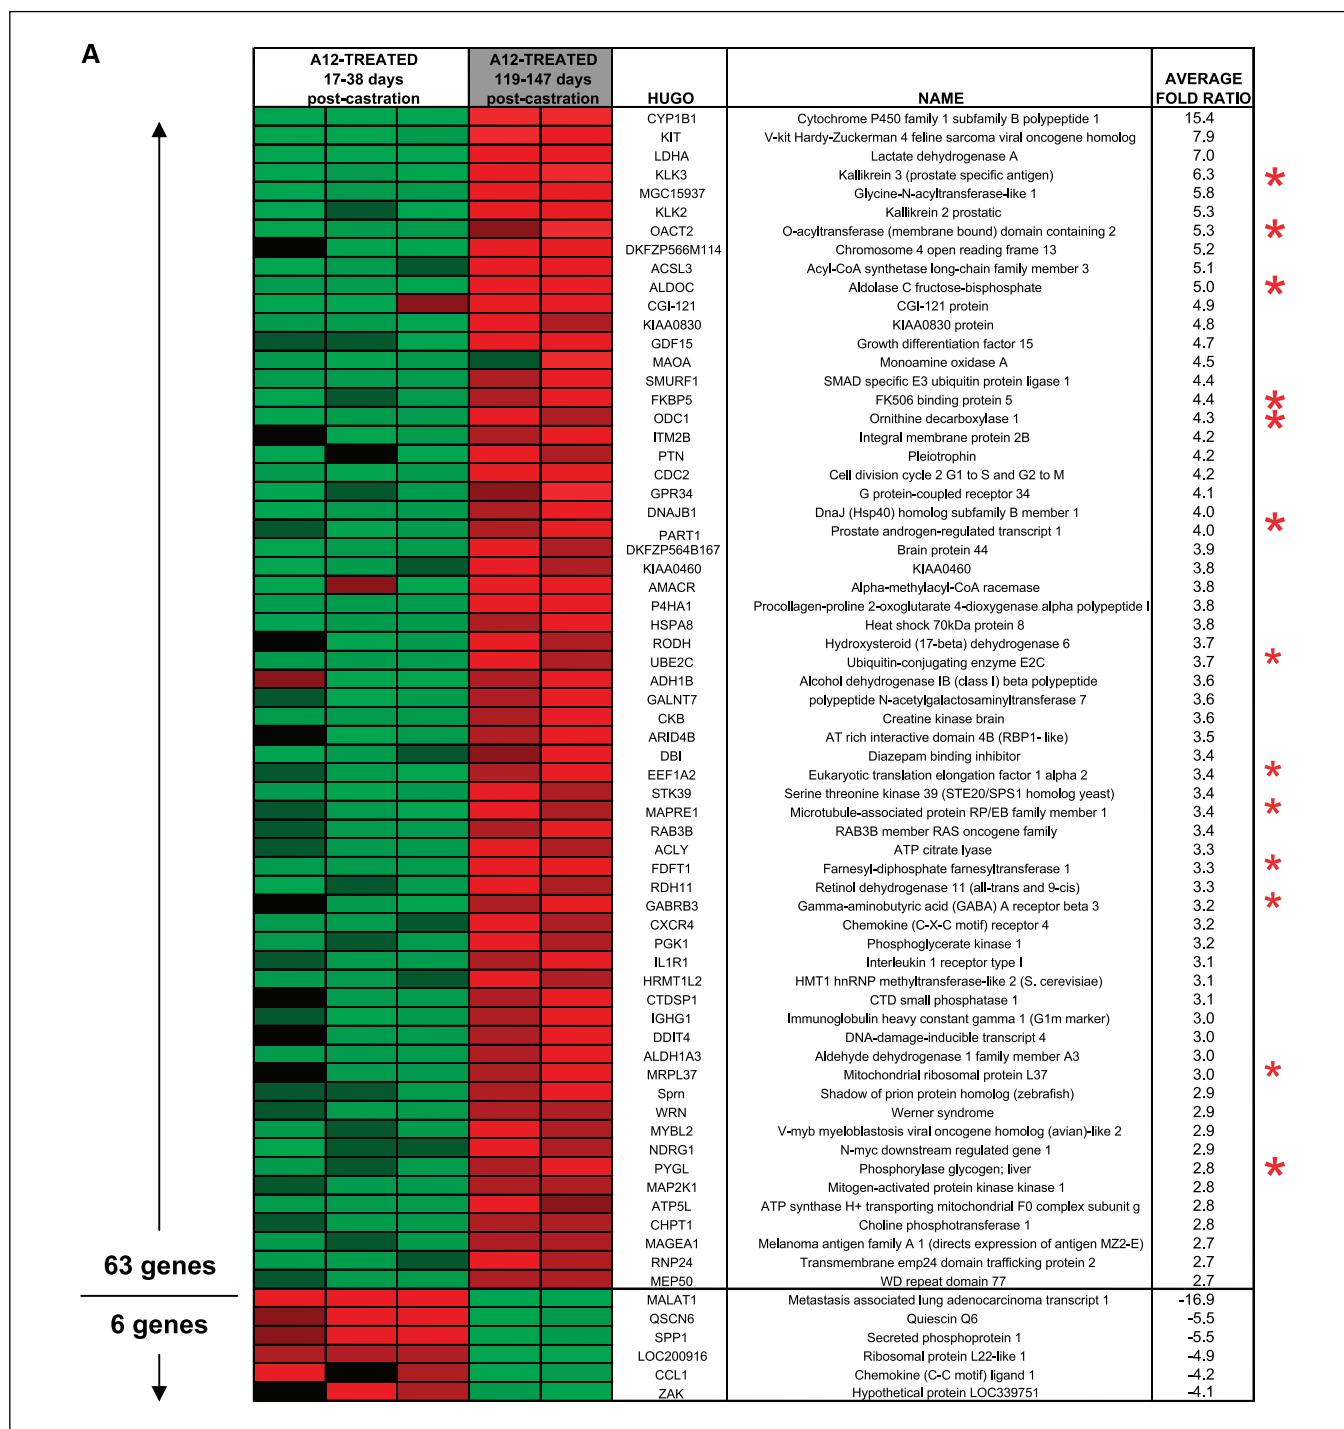 A
A12-TREATED
17-38 days
post-castration
A12-TREATED
119-147 days
post-castration
HUGO NAME AVERAGE FOLD RATIO
CYP1B1 Cytochrome P450 family 1 subfamily B polypeptide 1 15.4
KIT V-kit Hardy-Zuckerman 4 feline sarcoma viral oncogene homolog 7.9
LDHA Lactate dehydrogenase A 7.0
KLK3 Kallikrein 3 (prostate specific antigen) 6.3 *
MGC15937 Glycine-N-acyltransferase-like 1 5.8
KLK2 Kallikrein 2 prostatic 5.3
OACT2 O-acyltransferase (membrane bound) domain containing 2 5.3 *
DKFZP566M114 Chromosome 4 open reading frame 13 5.2
ACSL3 Acyl-CoA synthetase long-chain family member 3 5.1
ALDOC Aldolase C fructose-bisphosphate 5.0 *
CGI-121 CGI-121 protein 4.9
KIAA0830 KIAA0830 protein 4.8
GDF15 Growth differentiation factor 15 4.7
MAOA Monoamine oxidase A 4.5
SMURF1 SMAD specific E3 ubiquitin protein ligase 1 4.4
FKBP5 FK506 binding protein 5 4.4 *
ODC1 Ornithine decarboxylase 1 4.3 *
ITM2B Integral membrane protein 2B 4.2
PTN Pleiotrophin 4.2
CDC2 Cell division cycle 2 G1 to S and G2 to M 4.2
GPR34 G protein-coupled receptor 34 4.1
DNAJB1 DnaJ (Hsp40) homolog subfamily B member 1 4.0
PART1 Prostate androgen-regulated transcript 1 4.0 *
DKFZP564B167 Brain protein 44 3.9
KIAA0460 KIAA0460 3.8
AMACR Alpha-methylacyl-CoA racemase 3.8
P4HA1 Procollagen-proline 2-oxoglutarate 4-dioxygenase alpha polypeptide I 3.8
HSPA8 Heat shock 70kDa protein 8 3.8
RODH Hydroxysteroid (17-beta) dehydrogenase 6 3.7
UBE2C Ubiquitin-conjugating enzyme E2C 3.7 *
ADH1B Alcohol dehydrogenase IB (class I) beta polypeptide 3.6
GALNT7 polypeptide N-acetylgalactosaminyltransferase 7 3.6
CKB Creatine kinase brain 3.6
ARID4B AT rich interactive domain 4B (RBP1- like) 3.5
DBI Diazepam binding inhibitor 3.4
EEF1A2 Eukaryotic translation elongation factor 1 alpha 2 3.4 *
STK39 Serine threonine kinase 39 (STE20/SPS1 homolog yeast) 3.4
MAPRE1 Microtubule-associated protein RP/EB family member 1 3.4 *
RAB3B RAB3B member RAS oncogene family 3.4
ACLY ATP citrate lyase 3.3
FDFT1 Farnesyl-diphosphate farnesyltransferase 1 3.3 *
RDH11 Retinol dehydrogenase 11 (all-trans and 9-cis) 3.3
GABRB3 Gamma-aminobutyric acid (GABA) A receptor beta 3 3.2 *
CXCR4 Chemokine (C-X-C motif) receptor 4 3.2
PGK1 Phosphoglycerate kinase 1 3.2
IL1R1 Interleukin 1 receptor type I 3.1
HRMT1L2 HMT1 hnRNP methyltransferase-like 2 (S. cerevisiae) 3.1
CTDSP1 CTD small phosphatase 1 3.1
IGHG1 Immunoglobulin heavy constant gamma 1 (G1m marker) 3.0
DDIT4 DNA-damage-inducible transcript 4 3.0
ALDH1A3 Aldehyde dehydrogenase 1 family member A3 3.0
MRPL37 Mitochondrial ribosomal protein L37 3.0 *
Sprn Shadow of prion protein homolog (zebrafish) 2.9
WRN Werner syndrome 2.9
MYBL2 V-myb myeloblastosis viral oncogene homolog (avian)-like 2 2.9
NDRG1 N-myc downstream regulated gene 1 2.9
PYGL Phosphorylase glycogen; liver 2.8 *
MAP2K1 Mitogen-activated protein kinase kinase 1 2.8
ATP5L ATP synthase H+ transporting mitochondrial F0 complex subunit g 2.8
CHPT1 Choline phosphotransferase 1 2.8
MAGEA1 Melanoma antigen family A 1 (directs expression of antigen MZ2-E) 2.7
RNP24 Transmembrane emp24 domain trafficking protein 2 2.7
MEP50 WD repeat domain 77 2.7
63 genes
MALAT1 Metastasis associated lung adenocarcinoma transcript 1 -16.9
QSCN6 Quiescin Q6 -5.5
SPP1 Secreted phosphoprotein 1 -5.5
LOC200916 Ribosomal protein L22-like 1 -4.9
CCL1 Chemokine (C-C motif) ligand 1 -4.2
ZAK Hypothetical protein LOC339751 -4.1
6 genes